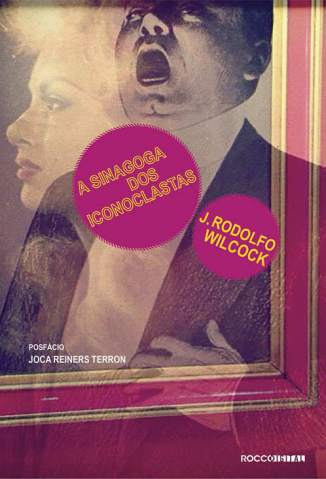 A SINAGOGA
DOS
ICONOCLASTAS
J. RODOLFO
WILCOCK
POSFÁCIO
JOCA REINERS TERRON
ROCCODIGITAL